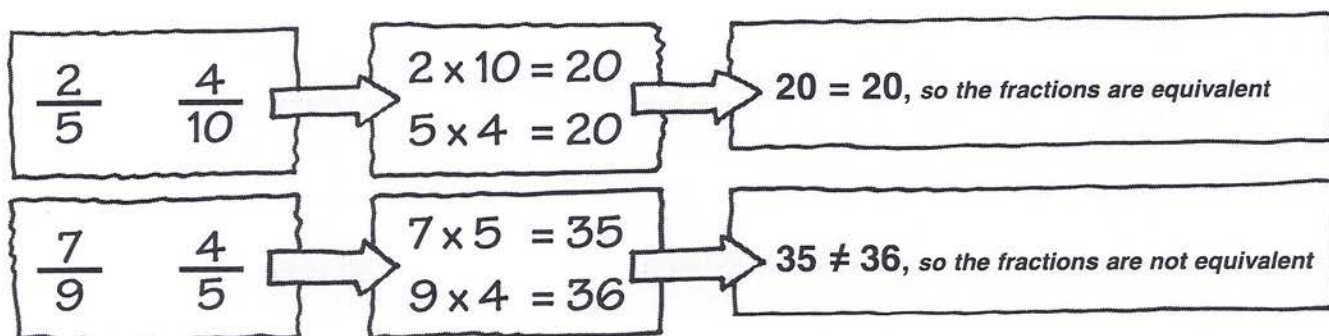 2/5 4/10
2 x 10 = 20
5 x 4 = 20
20 = 20, so the fractions are equivalent
7/9 4/5
7 x 5 = 35
9 x 4 = 36
35 ≠ 36, so the fractions are not equivalent